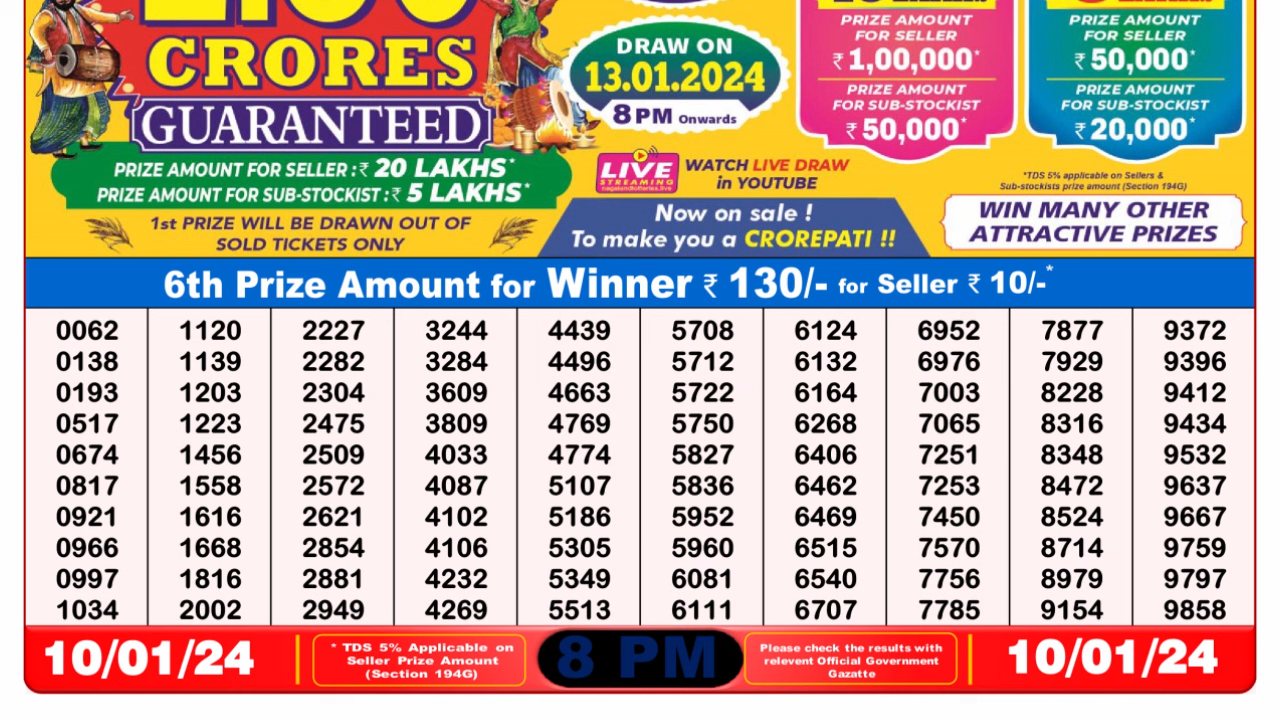 CRORES
GUARANTEED
PRIZE AMOUNT FOR SELLER :₹ 20 LAKHS*
PRIZE AMOUNT FOR SUB-STOCKIST :₹ 5 LAKHS*
1st PRIZE WILL BE DRAWN OUT OF
SOLD TICKETS ONLY
DRAW ON
13.01.2024
8 PM Onwards
LIVE
STREAMING
nagalandlotteries.live
WATCH LIVE DRAW
in YOUTUBE
Now on sale !
To make you a CROREPATI !!
PRIZE AMOUNT
FOR SELLER
₹ 1,00,000*
PRIZE AMOUNT
FOR SUB-STOCKIST
₹ 50,000*
PRIZE AMOUNT
FOR SELLER
₹ 50,000*
PRIZE AMOUNT
FOR SUB-STOCKIST
₹ 20,000*
*TDS 5% applicable on Sellers &
Sub-stockists prize amount (Section 194G)
WIN MANY OTHER
ATTRACTIVE PRIZES
6th Prize Amount for Winner ₹ 130/- for Seller ₹ 10/-*
0062 1120 2227 3244 4439 5708 6124 6952 7877 9372
0138 1139 2282 3284 4496 5712 6132 6976 7929 9396
0193 1203 2304 3609 4663 5722 6164 7003 8228 9412
0517 1223 2475 3809 4769 5750 6268 7065 8316 9434
0674 1456 2509 4033 4774 5827 6406 7251 8348 9532
0817 1558 2572 4087 5107 5836 6462 7253 8472 9637
0921 1616 2621 4102 5186 5952 6469 7450 8524 9667
0966 1668 2854 4106 5305 5960 6515 7570 8714 9759
0997 1816 2881 4232 5349 6081 6540 7756 8979 9797
1034 2002 2949 4269 5513 6111 6707 7785 9154 9858
10/01/24
* TDS 5% Applicable on
Seller Prize Amount
(Section 194G)
8 PM
Please check the results with
relevent Official Government
Gazatte
10/01/24